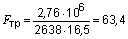 Fтр = 2,76·10⁶ / 2638·16,5 = 63,4